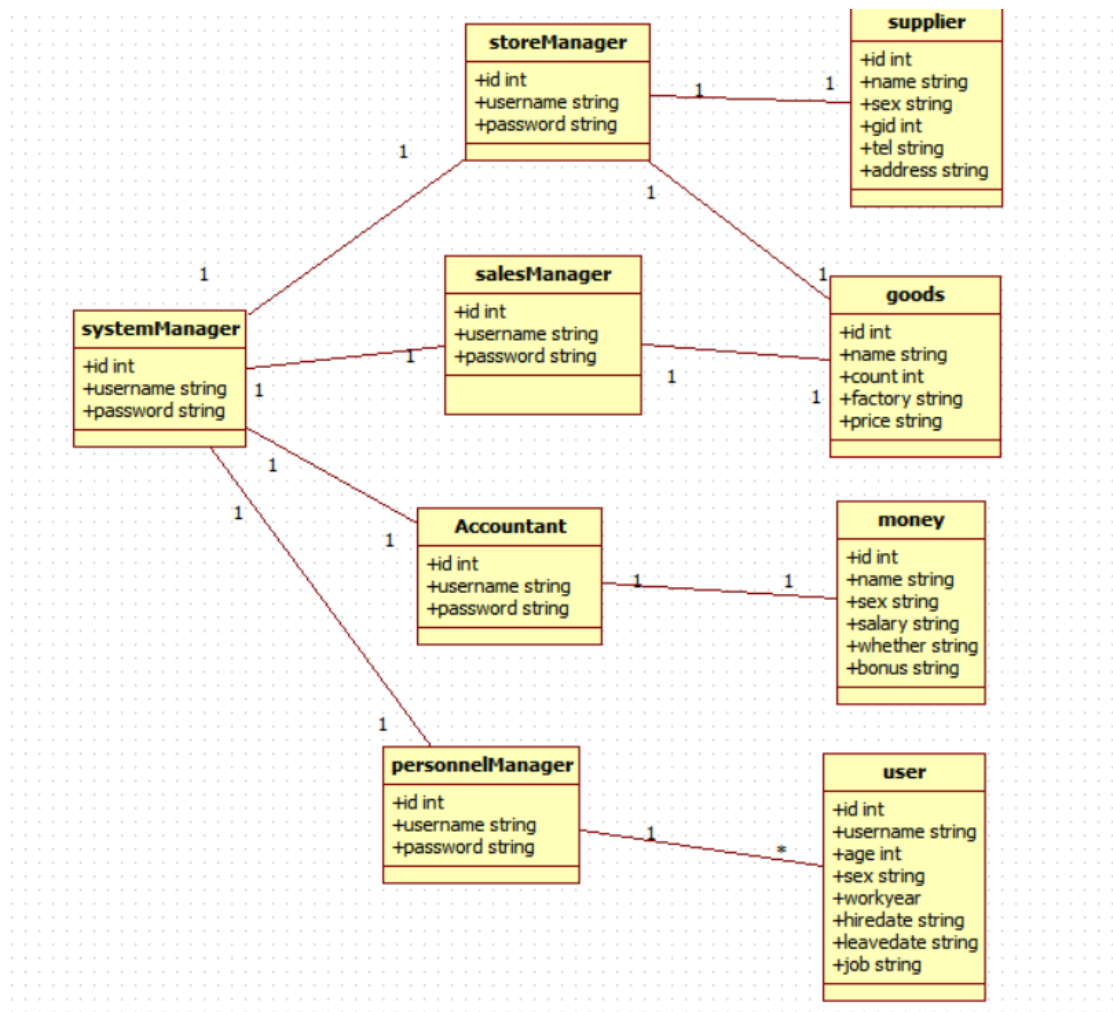 storeManager
+id int
+username string
+password string
supplier
+id int
+name string
+sex string
+gid int
+tel string
+address string
1
1
1
1
1
1
salesManager
+id int
+username string
+password string
goods
+id int
+name string
+count int
+factory string
+price string
systemManager
+id int
+username string
+password string
1
1
1
1
1
1
1
1
Accountant
+id int
+username string
+password string
money
+id int
+name string
+sex string
+salary string
+whether string
+bonus string
1
1
1
personnelManager
+id int
+username string
+password string
user
+id int
+username string
+age int
+sex string
+workyear
+hiredate string
+leavedate string
+job string
1
*